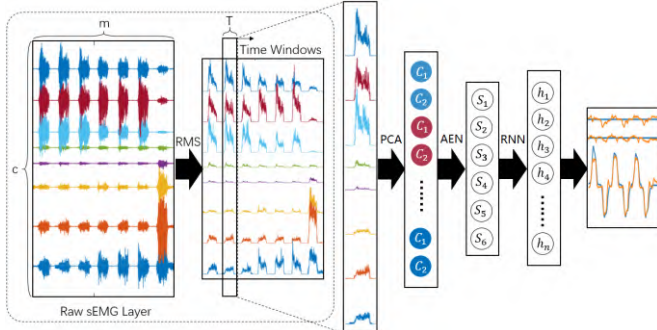 m
T
Time Windows
c
RMS
PCA
AEN
RNN
C1
C2
C1
C2
......
C1
C2
S1
S2
S3
S4
S5
S6
h1
h2
h3
h4
......
hn
Raw sEMG Layer